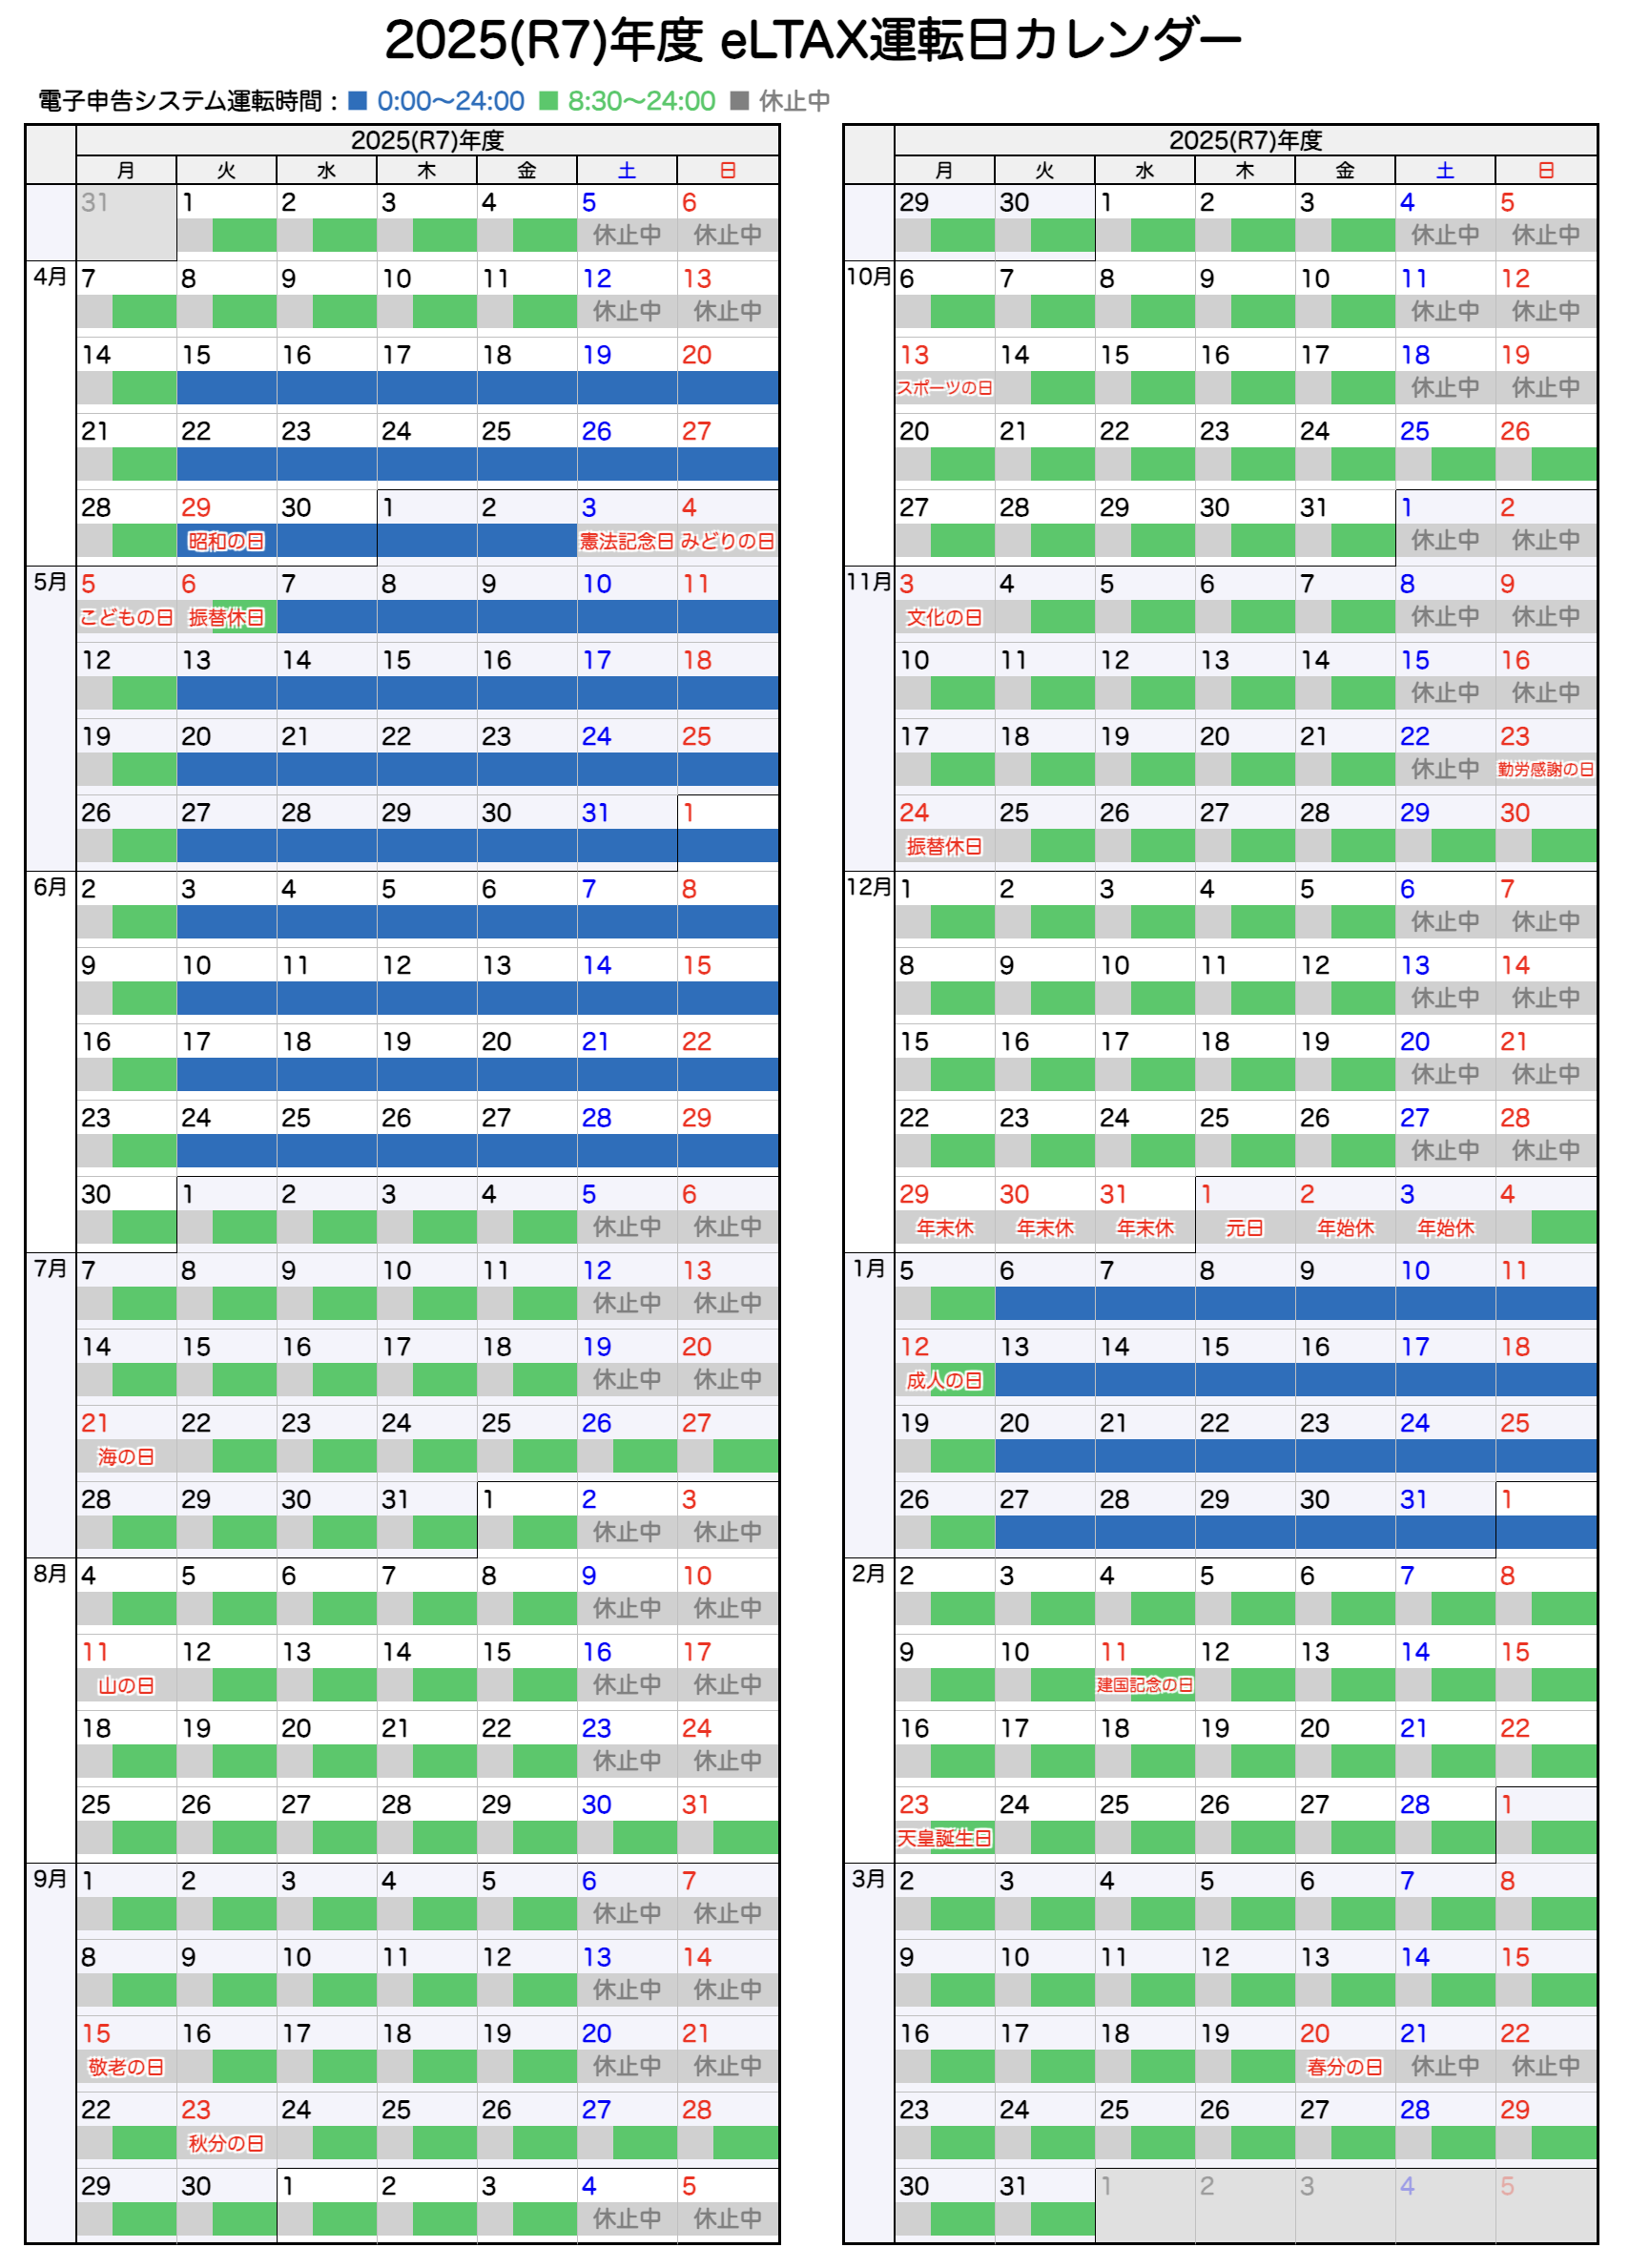 2025(R7)年度 eLTAX運転日カレンダー
電子申告システム運転時間：■ 0:00〜24:00 ■ 8:30〜24:00 ■ 休止中
2025(R7)年度
月 火 水 木 金 土 日
31 1 2 3 4 5 6
休止中 休止中
4月 7 8 9 10 11 12 13
休止中 休止中
14 15 16 17 18 19 20
21 22 23 24 25 26 27
28 29 30 1 2 3 4
昭和の日 憲法記念日 みどりの日
5月 5 6 7 8 9 10 11
こどもの日 振替休日
12 13 14 15 16 17 18
19 20 21 22 23 24 25
26 27 28 29 30 31 1
6月 2 3 4 5 6 7 8
9 10 11 12 13 14 15
16 17 18 19 20 21 22
23 24 25 26 27 28 29
30 1 2 3 4 5 6
休止中 休止中
7月 7 8 9 10 11 12 13
休止中 休止中
14 15 16 17 18 19 20
休止中 休止中
21 22 23 24 25 26 27
海の日
28 29 30 31 1 2 3
休止中 休止中
8月 4 5 6 7 8 9 10
休止中 休止中
11 12 13 14 15 16 17
山の日 休止中 休止中
18 19 20 21 22 23 24
休止中 休止中
25 26 27 28 29 30 31
9月 1 2 3 4 5 6 7
休止中 休止中
8 9 10 11 12 13 14
休止中 休止中
15 16 17 18 19 20 21
敬老の日 休止中 休止中
22 23 24 25 26 27 28
秋分の日
29 30 1 2 3 4 5
休止中 休止中
2025(R7)年度
月 火 水 木 金 土 日
29 30 1 2 3 4 5
休止中 休止中
10月 6 7 8 9 10 11 12
休止中 休止中
13 14 15 16 17 18 19
スポーツの日 休止中 休止中
20 21 22 23 24 25 26
27 28 29 30 31 1 2
休止中 休止中
11月 3 4 5 6 7 8 9
文化の日 休止中 休止中
10 11 12 13 14 15 16
休止中 休止中
17 18 19 20 21 22 23
休止中 勤労感謝の日
24 25 26 27 28 29 30
振替休日
12月 1 2 3 4 5 6 7
休止中 休止中
8 9 10 11 12 13 14
休止中 休止中
15 16 17 18 19 20 21
休止中 休止中
22 23 24 25 26 27 28
休止中 休止中
29 30 31 1 2 3 4
年末休 年末休 年末休 元日 年始休 年始休
1月 5 6 7 8 9 10 11
12 13 14 15 16 17 18
成人の日
19 20 21 22 23 24 25
26 27 28 29 30 31 1
2月 2 3 4 5 6 7 8
9 10 11 12 13 14 15
建国記念の日
16 17 18 19 20 21 22
23 24 25 26 27 28 1
天皇誕生日
3月 2 3 4 5 6 7 8
9 10 11 12 13 14 15
16 17 18 19 20 21 22
春分の日 休止中 休止中
23 24 25 26 27 28 29
30 31 1 2 3 4 5